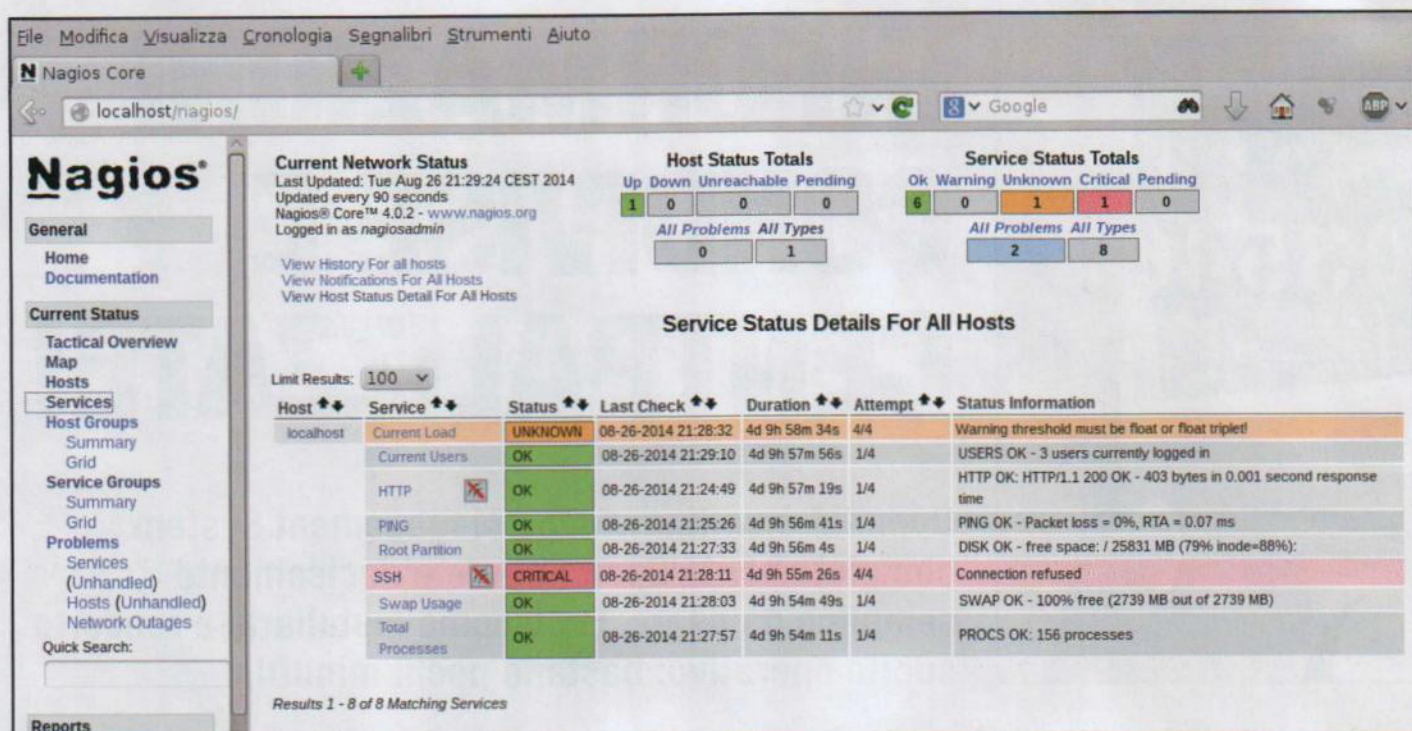 File Modifica Visualizza Cronologia Segnalibri Strumenti Aiuto
N Nagios Core
localhost/nagios/
Google
ABP
Nagios®
General
Home
Documentation
Current Status
Tactical Overview
Map
Hosts
Services
Host Groups
Summary
Grid
Service Groups
Summary
Grid
Problems
Services
(Unhandled)
Hosts (Unhandled)
Network Outages
Quick Search:
Reports
Current Network Status
Last Updated: Tue Aug 26 21:29:24 CEST 2014
Updated every 90 seconds
Nagios® Core™ 4.0.2 - www.nagios.org
Logged in as nagiosadmin
View History For all hosts
View Notifications For All Hosts
View Host Status Detail For All Hosts
Host Status Totals
Up Down Unreachable Pending
1 0 0 0
All Problems All Types
0 1
Service Status Totals
Ok Warning Unknown Critical Pending
6 0 1 1 0
All Problems All Types
2 8
Service Status Details For All Hosts
Limit Results: 100
Host Service Status Last Check Duration Attempt Status Information
localhost Current Load UNKNOWN 08-26-2014 21:28:32 4d 9h 58m 34s 4/4 Warning threshold must be float or float triplet!
Current Users OK 08-26-2014 21:29:10 4d 9h 57m 56s 1/4 USERS OK - 3 users currently logged in
HTTP OK 08-26-2014 21:24:49 4d 9h 57m 19s 1/4 HTTP OK: HTTP/1.1 200 OK - 403 bytes in 0.001 second response
time
PING OK 08-26-2014 21:25:26 4d 9h 56m 41s 1/4 PING OK - Packet loss = 0%, RTA = 0.07 ms
Root Partition OK 08-26-2014 21:27:33 4d 9h 56m 4s 1/4 DISK OK - free space: / 25831 MB (79% inode=88%):
SSH CRITICAL 08-26-2014 21:28:11 4d 9h 55m 26s 4/4 Connection refused
Swap Usage OK 08-26-2014 21:28:03 4d 9h 54m 49s 1/4 SWAP OK - 100% free (2739 MB out of 2739 MB)
Total
Processes OK 08-26-2014 21:27:57 4d 9h 54m 11s 1/4 PROCS OK: 156 processes
Results 1 - 8 of 8 Matching Services